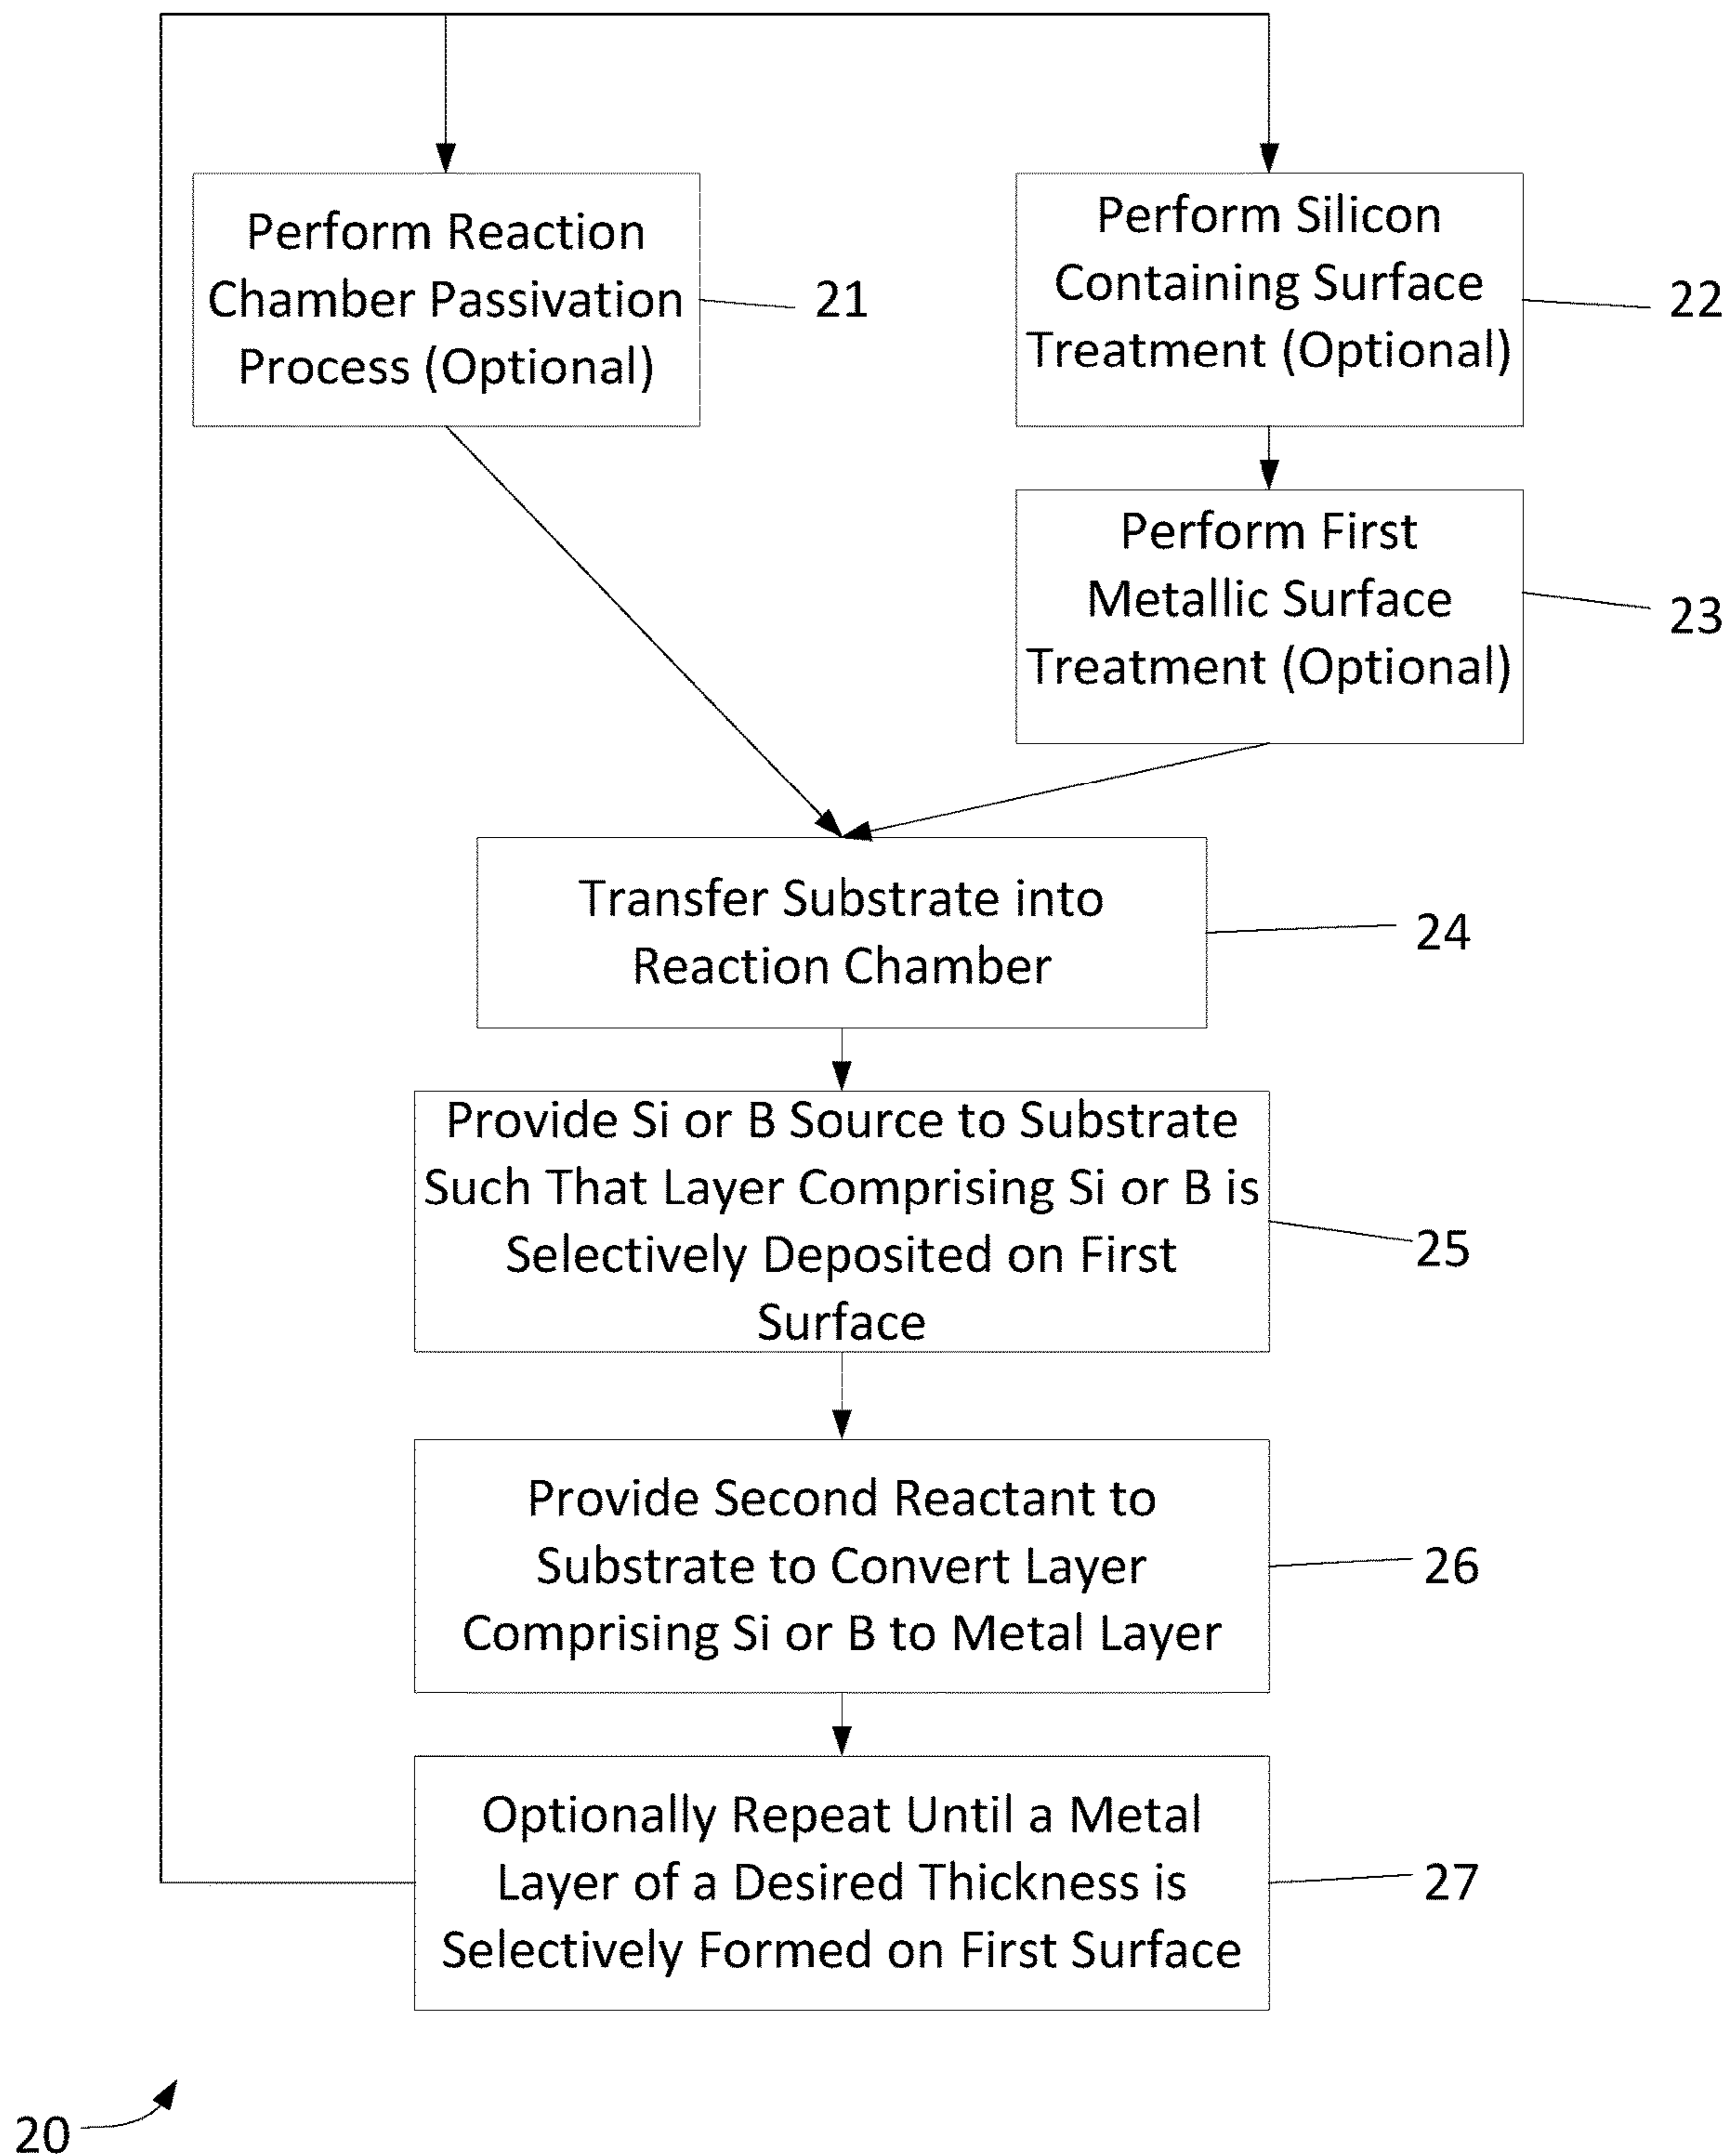 Perform Reaction
Chamber Passivation
Process (Optional)
21
Perform Silicon
Containing Surface
Treatment (Optional)
22
Perform First
Metallic Surface
Treatment (Optional)
23
Transfer Substrate into
Reaction Chamber
24
Provide Si or B Source to Substrate
Such That Layer Comprising Si or B is
Selectively Deposited on First
Surface
25
Provide Second Reactant to
Substrate to Convert Layer
Comprising Si or B to Metal Layer
26
Optionally Repeat Until a Metal
Layer of a Desired Thickness is
Selectively Formed on First Surface
27
20